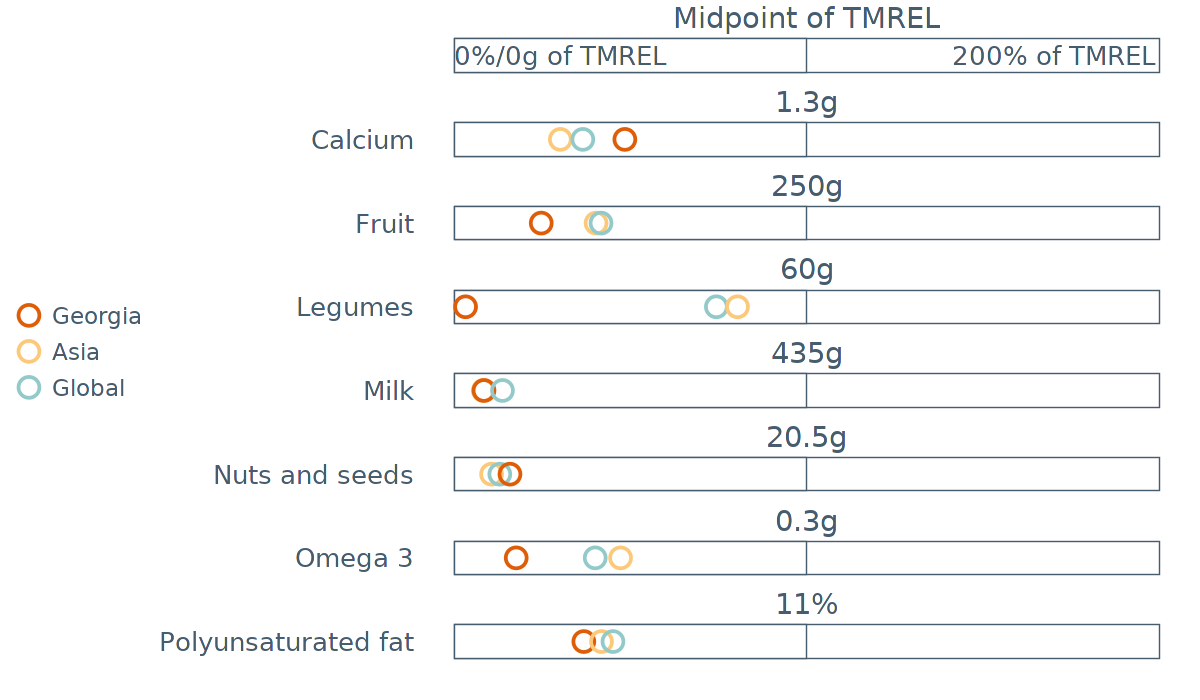 Midpoint of TMREL
0%/0g of TMREL
200% of TMREL
1.3g
Calcium
250g
Fruit
60g
Legumes
435g
Milk
20.5g
Nuts and seeds
0.3g
Omega 3
11%
Polyunsaturated fat
Georgia
Asia
Global